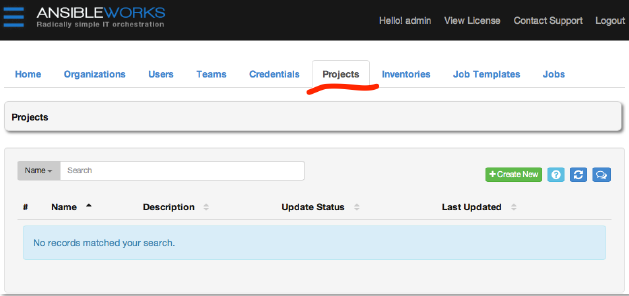 ANSIBLEWORKS
Radically simple IT orchestration
Hello! admin View License Contact Support Logout
Home Organizations Users Teams Credentials Projects Inventories Job Templates Jobs
Projects
Name Search
+Create New ?
# Name Description Update Status Last Updated
No records matched your search.